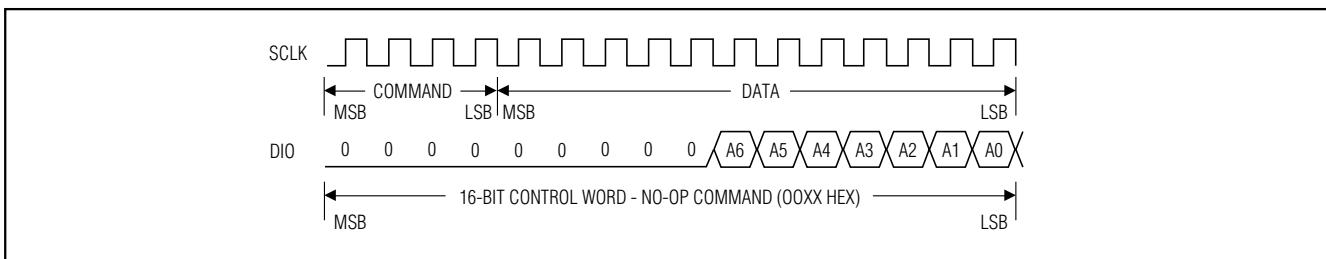 SCLK
COMMAND DATA
MSB LSB MSB LSB
DIO 0 0 0 0 0 0 0 0 0 A6 A5 A4 A3 A2 A1 A0
16-BIT CONTROL WORD - NO-OP COMMAND (00XX HEX)
MSB LSB